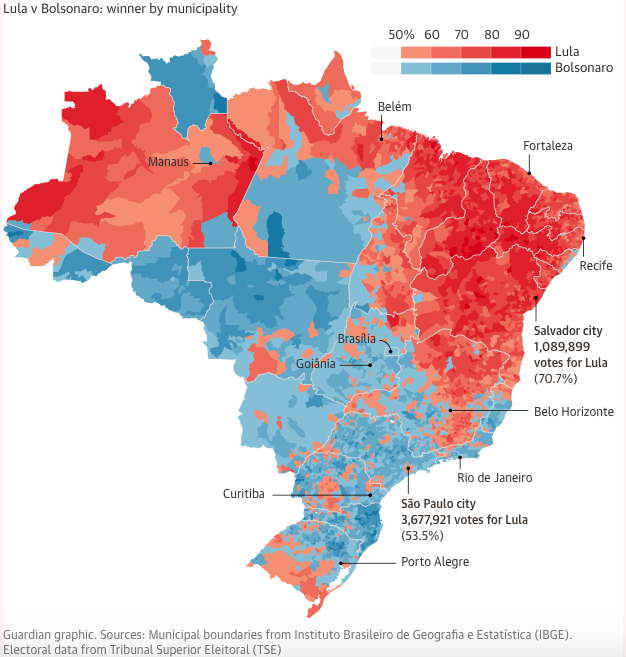 Lula v Bolsonaro: winner by municipality
50% 60 70 80 90
Lula
Bolsonaro
Belém
Fortaleza
Manaus
Recife
Salvador city
1,089,899
votes for Lula
(70.7%)
Brasília
Goiânia
Belo Horizonte
Rio de Janeiro
Curitiba
São Paulo city
3,677,921 votes for Lula
(53.5%)
Porto Alegre
Guardian graphic. Sources: Municipal boundaries from Instituto Brasileiro de Geografia e Estatística (IBGE).
Electoral data from Tribunal Superior Eleitoral (TSE)